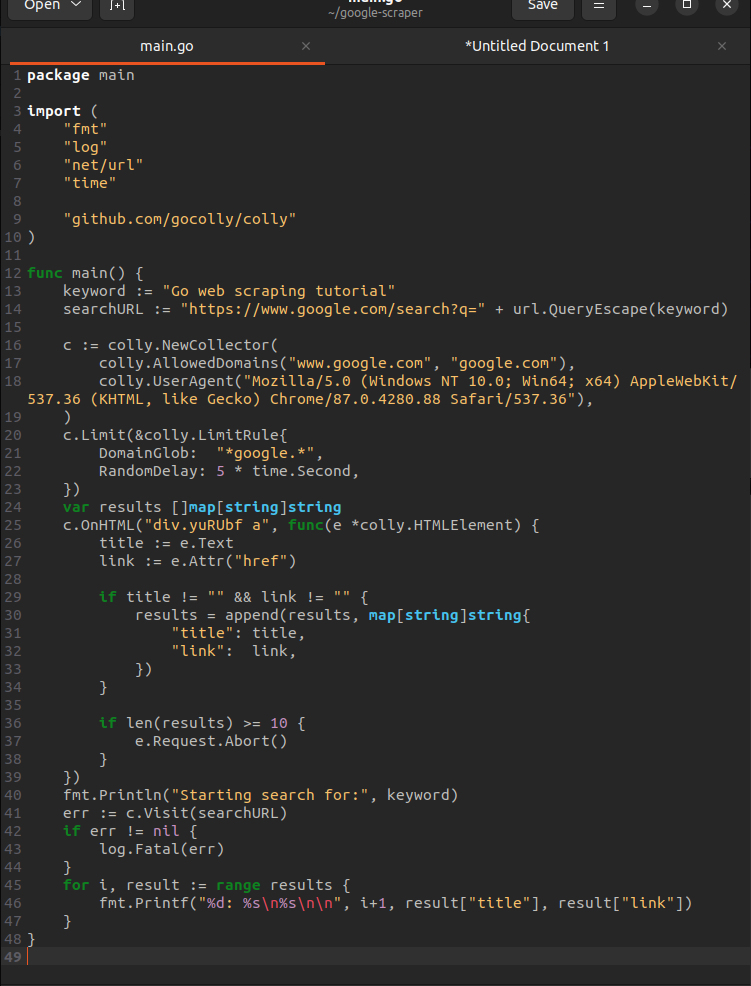 Open
~/google-scraper
Save
main.go
*Untitled Document 1
1 package main
2
3 import (
4     "fmt"
5     "log"
6     "net/url"
7     "time"
8
9     "github.com/gocolly/colly"
10 )
11
12 func main() {
13     keyword := "Go web scraping tutorial"
14     searchURL := "https://www.google.com/search?q=" + url.QueryEscape(keyword)
15
16     c := colly.NewCollector(
17         colly.AllowedDomains("www.google.com", "google.com"),
18         colly.UserAgent("Mozilla/5.0 (Windows NT 10.0; Win64; x64) AppleWebKit/
537.36 (KHTML, like Gecko) Chrome/87.0.4280.88 Safari/537.36"),
19     )
20     c.Limit(&colly.LimitRule{
21         DomainGlob:  "*google.*",
22         RandomDelay: 5 * time.Second,
23     })
24     var results []map[string]string
25     c.OnHTML("div.yuRUbf a", func(e *colly.HTMLElement) {
26         title := e.Text
27         link := e.Attr("href")
28
29         if title != "" && link != "" {
30             results = append(results, map[string]string{
31                 "title": title,
32                 "link":  link,
33             })
34         }
35
36         if len(results) >= 10 {
37             e.Request.Abort()
38         }
39     })
40     fmt.Println("Starting search for:", keyword)
41     err := c.Visit(searchURL)
42     if err != nil {
43         log.Fatal(err)
44     }
45     for i, result := range results {
46         fmt.Printf("%d: %s\n%s\n\n", i+1, result["title"], result["link"])
47     }
48 }
49